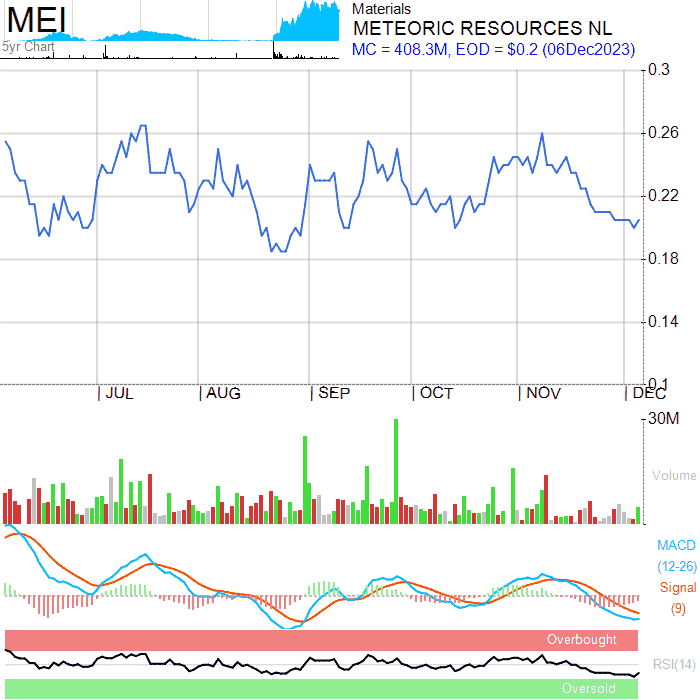 MEI
5yr Chart
Materials
METEORIC RESOURCES NL
MC = 408.3M, EOD = $0.2 (06Dec2023)
0.3
0.26
0.22
0.18
0.14
0.1
JUL AUG SEP OCT NOV DEC
30M
Volume
MACD
(12-26)
Signal
(9)
Overbought
RSI(14)
Oversold